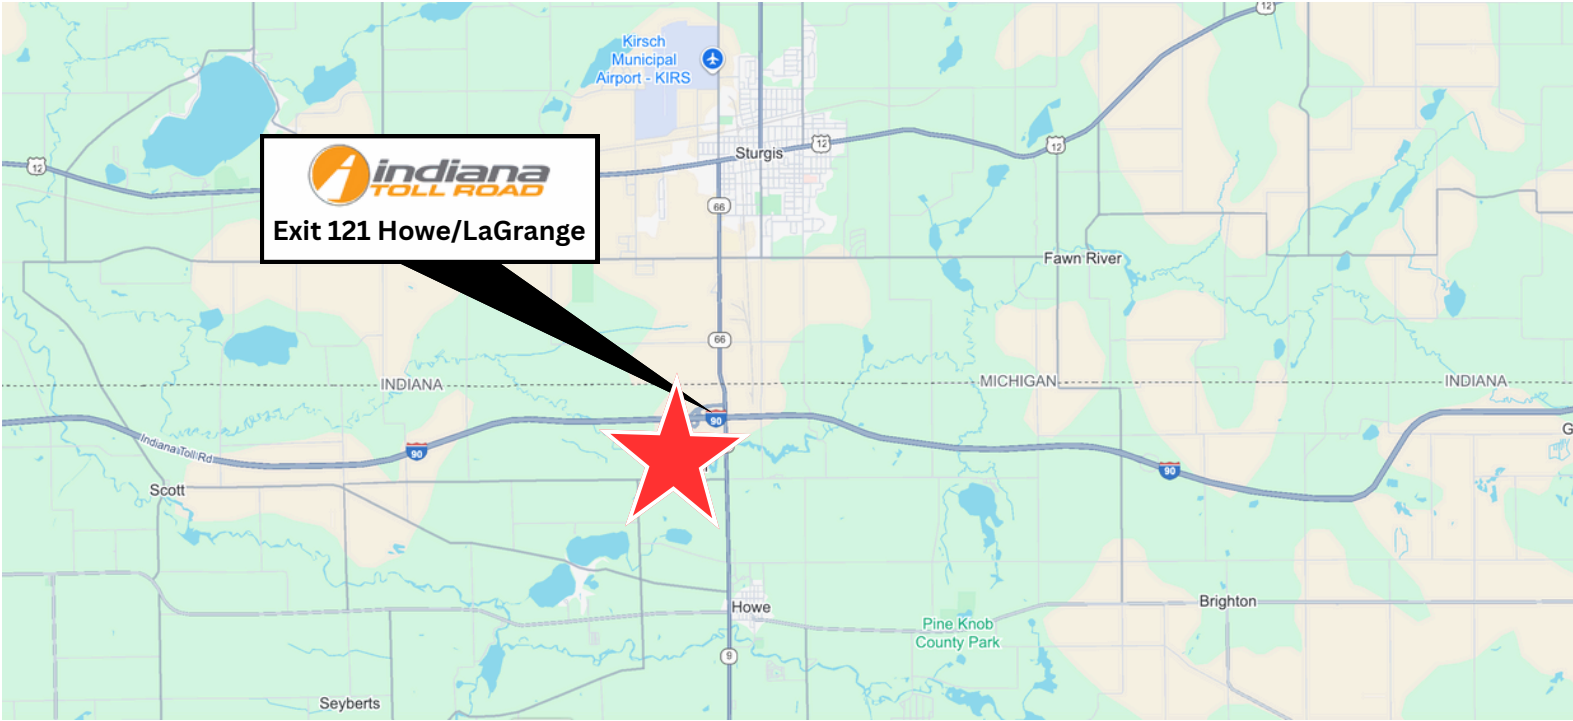 12
Kirsch
Municipal
Airport - KIRS
12
Sturgis
12
12
indiana
TOLL ROAD
Exit 121 Howe/LaGrange
66
Fawn River
66
INDIANA
MICHIGAN
INDIANA
90
Indiana Toll Rd
90
90
G
Scott
Howe
Brighton
Pine Knob
County Park
9
Seyberts